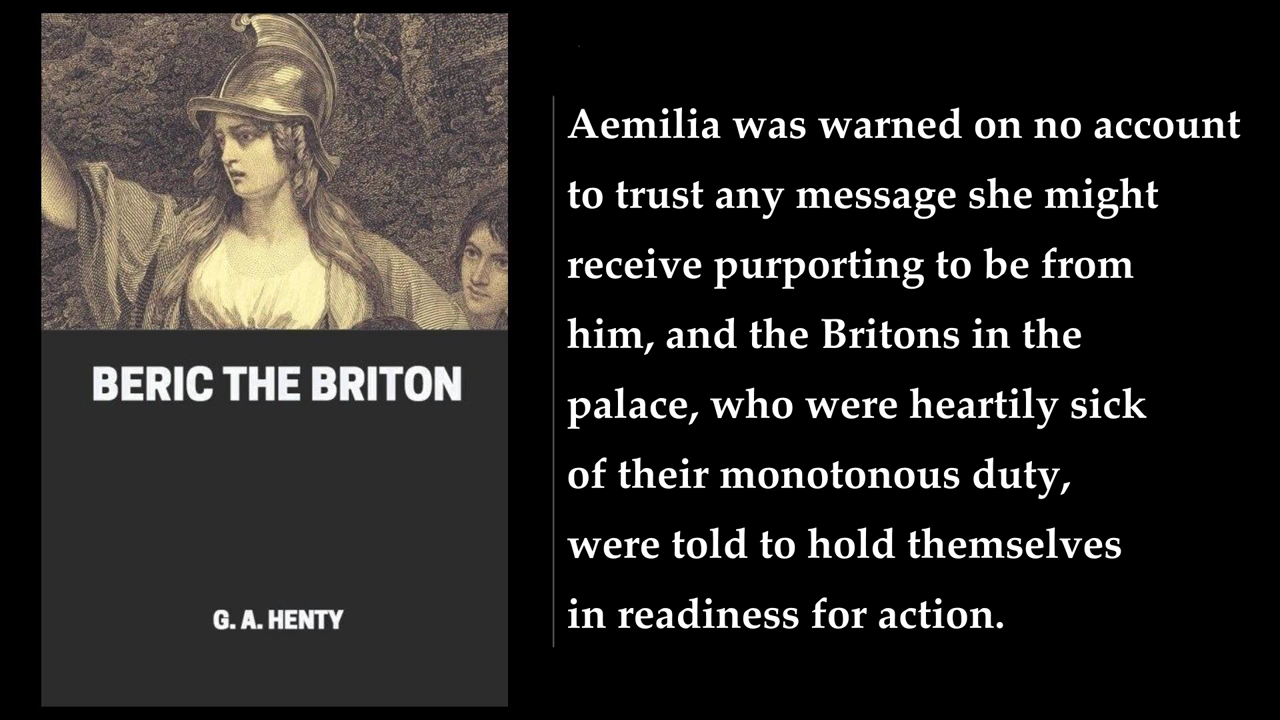 BERIC THE BRITON
G. A. HENTY
Aemilia was warned on no account
to trust any message she might
receive purporting to be from
him, and the Britons in the
palace, who were heartily sick
of their monotonous duty,
were told to hold themselves
in readiness for action.